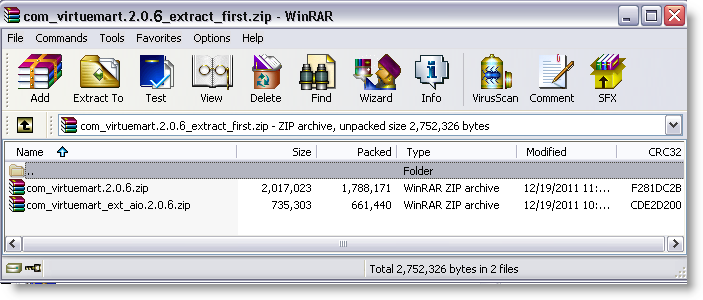 com_virtuemart.2.0.6_extract_first.zip - WinRAR
File Commands Tools Favorites Options Help
Add Extract To Test View Delete Find Wizard Info VirusScan Comment SFX
com_virtuemart.2.0.6_extract_first.zip - ZIP archive, unpacked size 2,752,326 bytes
Name Size Packed Type Modified CRC32
.. Folder
com_virtuemart.2.0.6.zip 2,017,023 1,788,171 WinRAR ZIP archive 12/19/2011 11:... F281DC2B
com_virtuemart_ext_aio.2.0.6.zip 735,303 661,440 WinRAR ZIP archive 12/19/2011 10:... CDE2D200
Total 2,752,326 bytes in 2 files